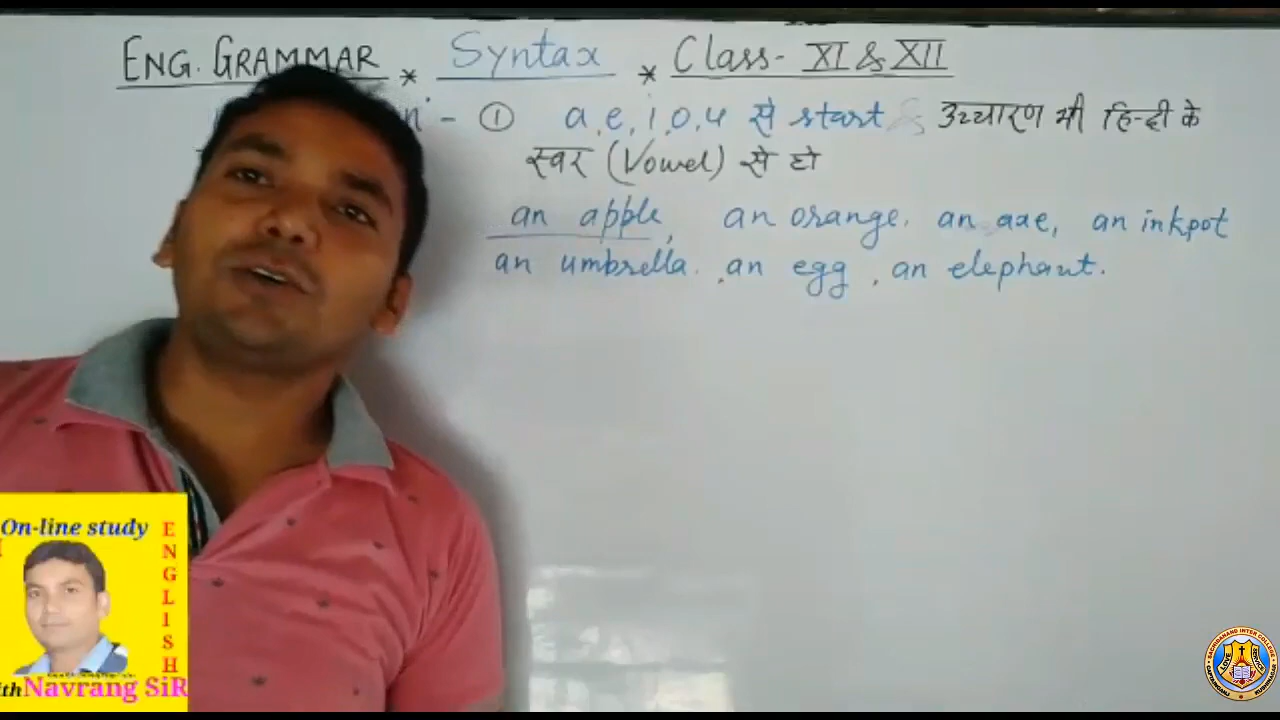 ENG. GRAMMAR * Syntax * Class- XI & XII
n' - ① a, e, i, o, u से start & उच्चारण भी हिन्दी के
स्वर (Vowel) से हो
an apple, an orange, an axe, an inkpot
an umbrella, an egg, an elephant.
On-line study
ENGLISH
ith Navrang SiR